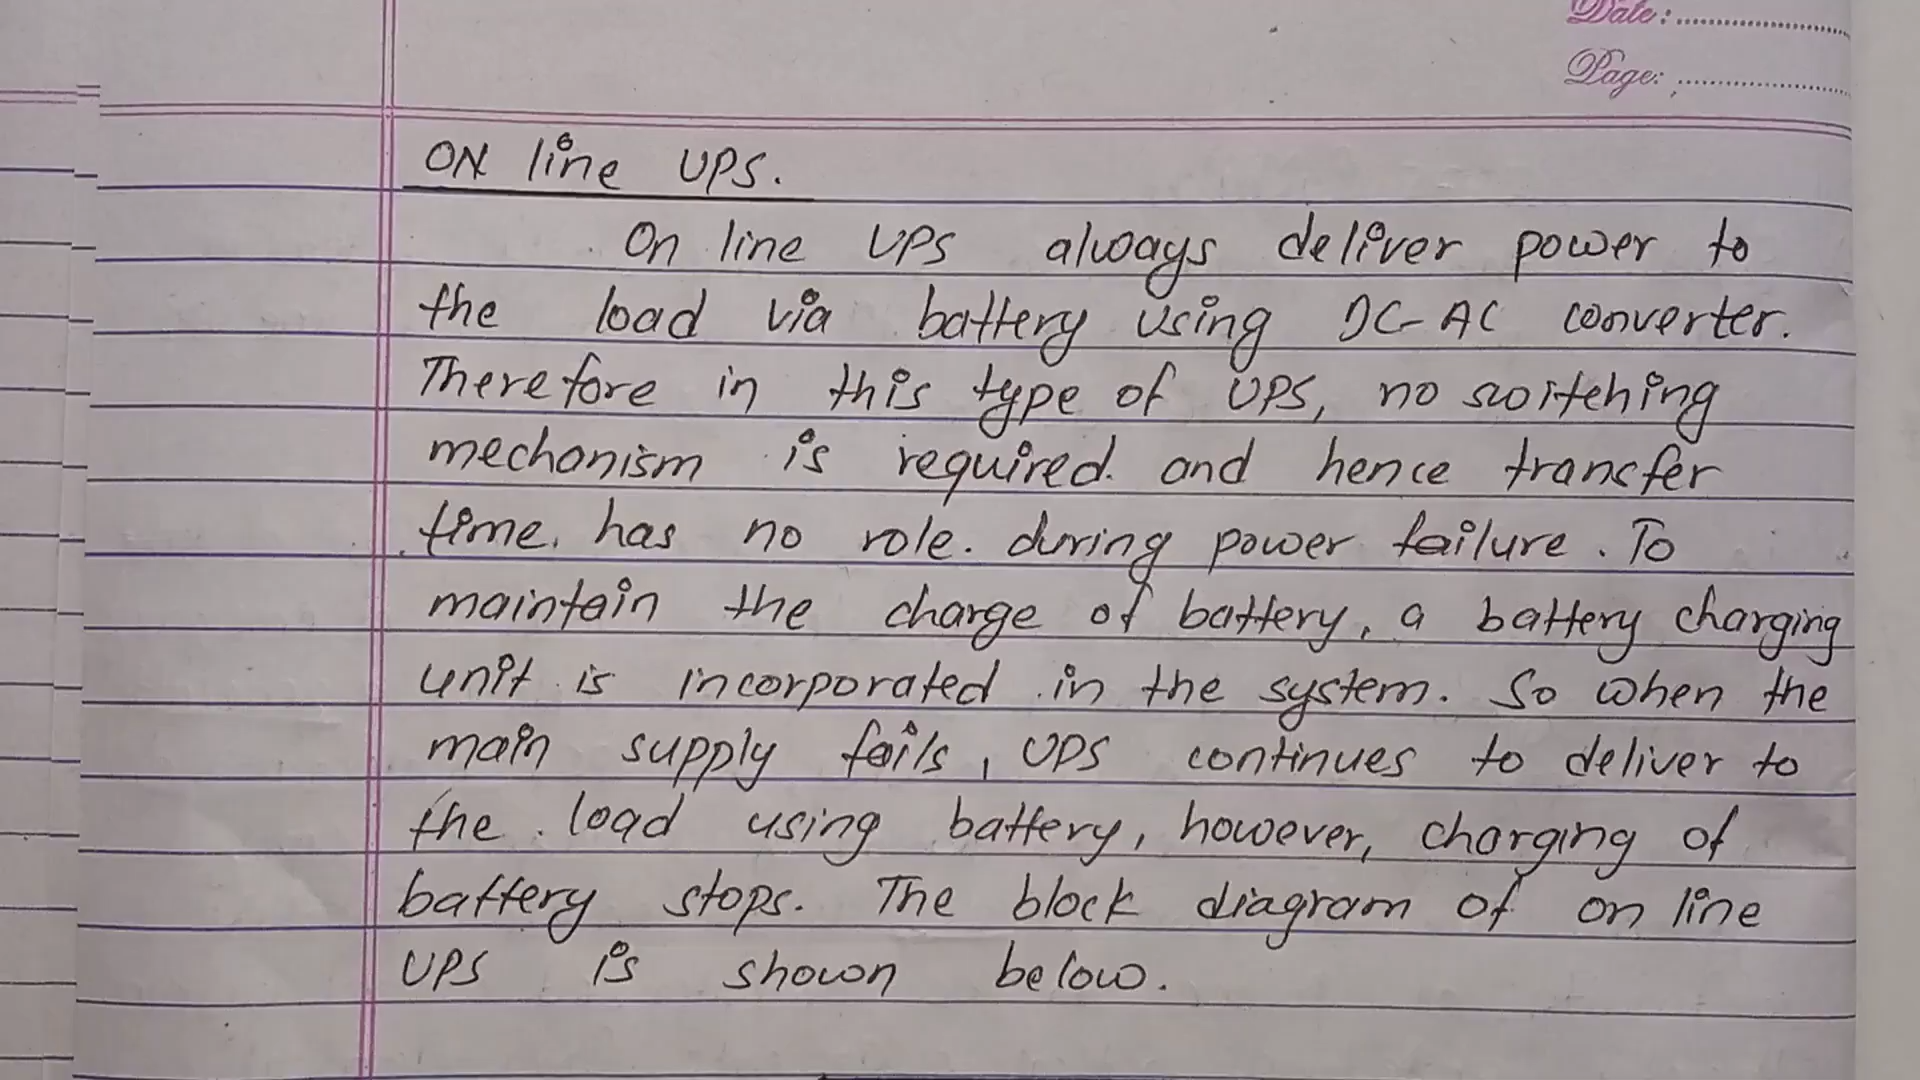 Date: ....................
Page: ....................
ON line UPS.
On line UPS always deliver power to
the load via battery using DC-AC converter.
Therefore in this type of UPS, no switching
mechanism is required. and hence transfer
time. has no role. during power failure. To
maintain the charge of battery, a battery charging
unit is incorporated in the system. So when the
main supply fails, UPS continues to deliver to
the load using battery, however, charging of
battery stops. The block diagram of on line
UPS is shown below.